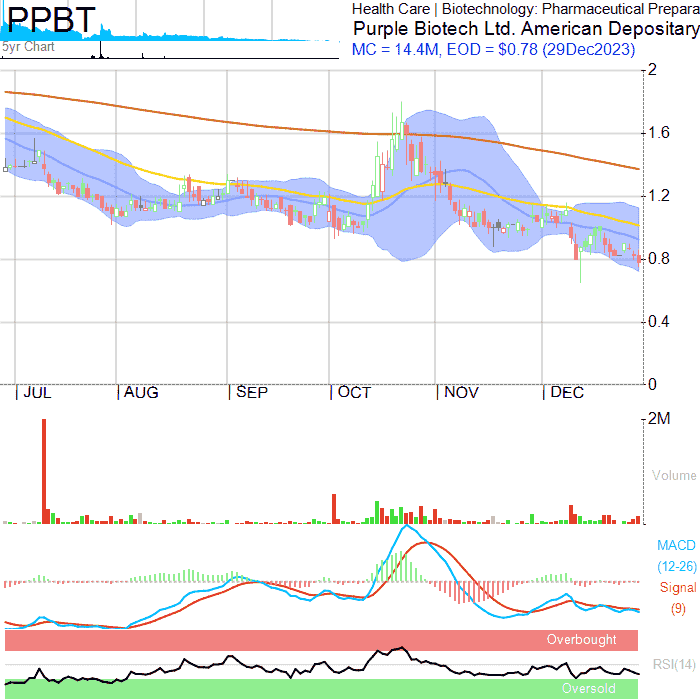 PPBT
5yr Chart
Health Care | Biotechnology: Pharmaceutical Prepara
Purple Biotech Ltd. American Depositary
MC = 14.4M, EOD = $0.78 (29Dec2023)
2
1.6
1.2
0.8
0.4
0
JUL AUG SEP OCT NOV DEC
2M
Volume
MACD
(12-26)
Signal
(9)
Overbought
RSI(14)
Oversold